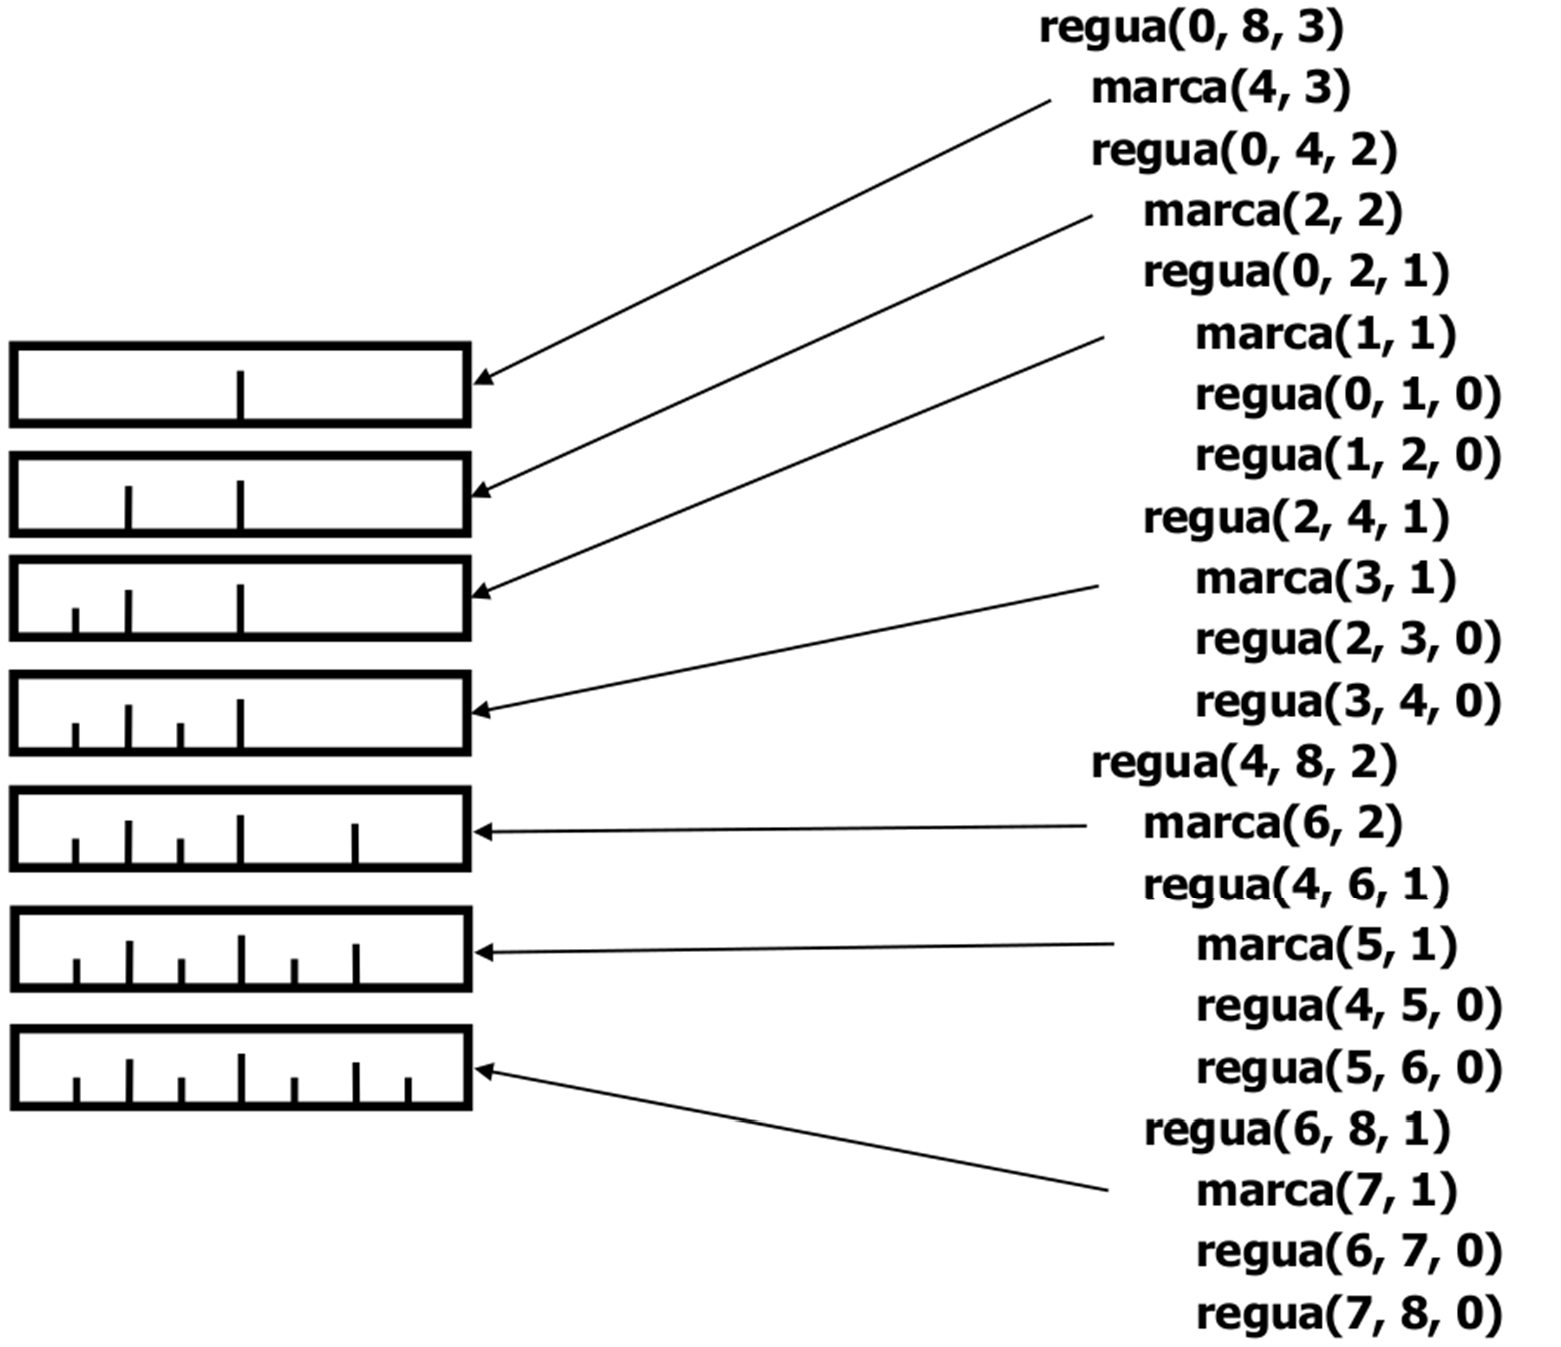 regua(0, 8, 3)
marca(4, 3)
regua(0, 4, 2)
marca(2, 2)
regua(0, 2, 1)
marca(1, 1)
regua(0, 1, 0)
regua(1, 2, 0)
regua(2, 4, 1)
marca(3, 1)
regua(2, 3, 0)
regua(3, 4, 0)
regua(4, 8, 2)
marca(6, 2)
regua(4, 6, 1)
marca(5, 1)
regua(4, 5, 0)
regua(5, 6, 0)
regua(6, 8, 1)
marca(7, 1)
regua(6, 7, 0)
regua(7, 8, 0)